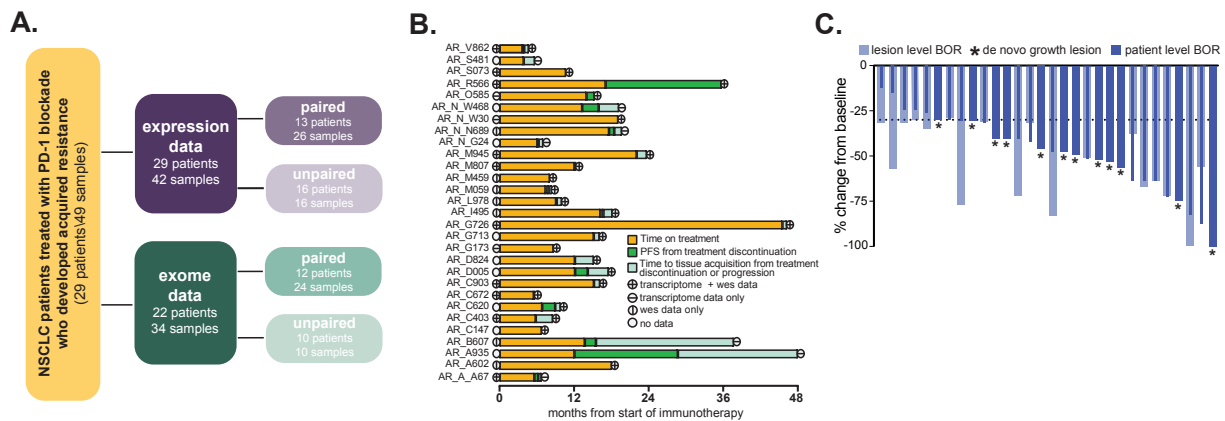 A.
NSCLC patients treated with PD-1 blockade
who developed acquired resistance
(29 patients\49 samples)
expression
data
29 patients
42 samples
paired
13 patients
26 samples
unpaired
16 patients
16 samples
exome
data
22 patients
34 samples
paired
12 patients
24 samples
unpaired
10 patients
10 samples
B.
AR_V862
AR_S481
AR_S073
AR_R566
AR_O585
AR_N_W468
AR_N_W30
AR_N_N689
AR_N_G24
AR_M945
AR_M807
AR_M459
AR_M059
AR_L978
AR_I495
AR_G726
AR_G713
AR_G173
AR_D824
AR_D005
AR_C903
AR_C672
AR_C620
AR_C403
AR_C147
AR_B607
AR_A935
AR_A602
AR_A_A67
Time on treatment
PFS from treatment discontinuation
Time to tissue acquisition from treatment
discontinuation or progression
transcriptome + wes data
transcriptome data only
wes data only
no data
0 12 24 36 48
months from start of immunotherapy
C.
lesion level BOR * de novo growth lesion patient level BOR
% change from baseline
0
-25
-50
-75
-100
* * * * * * * * * * * *